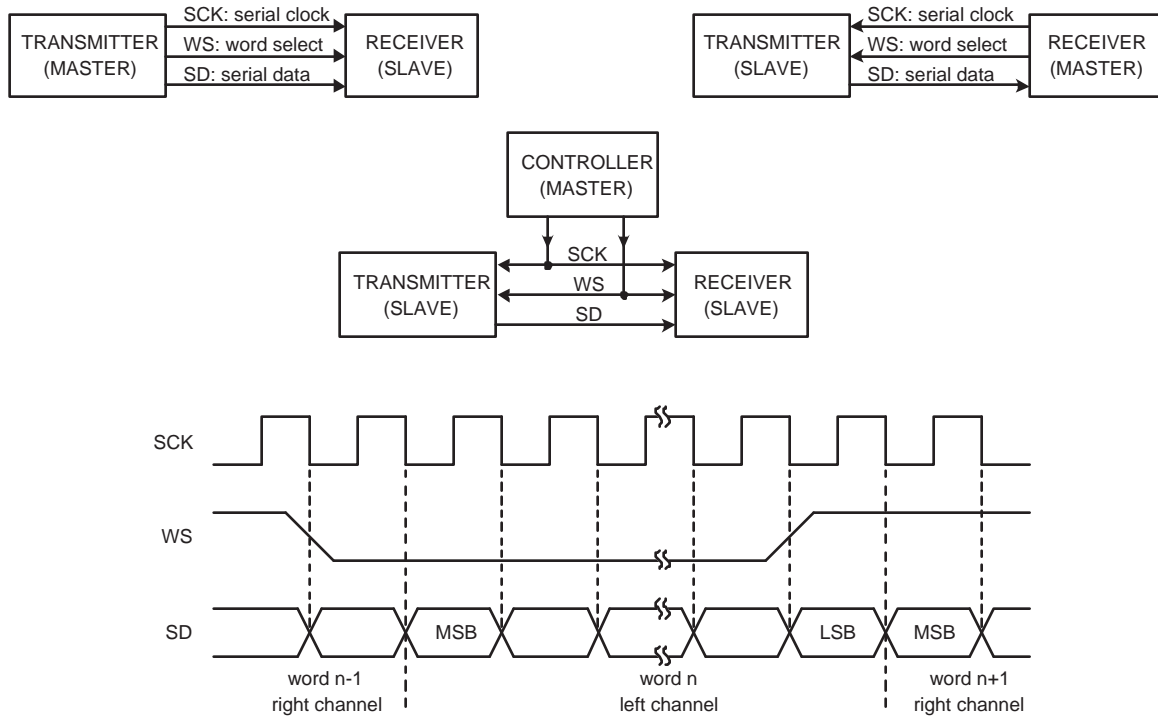 TRANSMITTER
(MASTER)
SCK: serial clock
WS: word select
SD: serial data
RECEIVER
(SLAVE)
TRANSMITTER
(SLAVE)
SCK: serial clock
WS: word select
SD: serial data
RECEIVER
(MASTER)
CONTROLLER
(MASTER)
TRANSMITTER
(SLAVE)
SCK
WS
SD
RECEIVER
(SLAVE)
SCK
WS
SD
MSB
LSB
MSB
word n-1
right channel
word n
left channel
word n+1
right channel